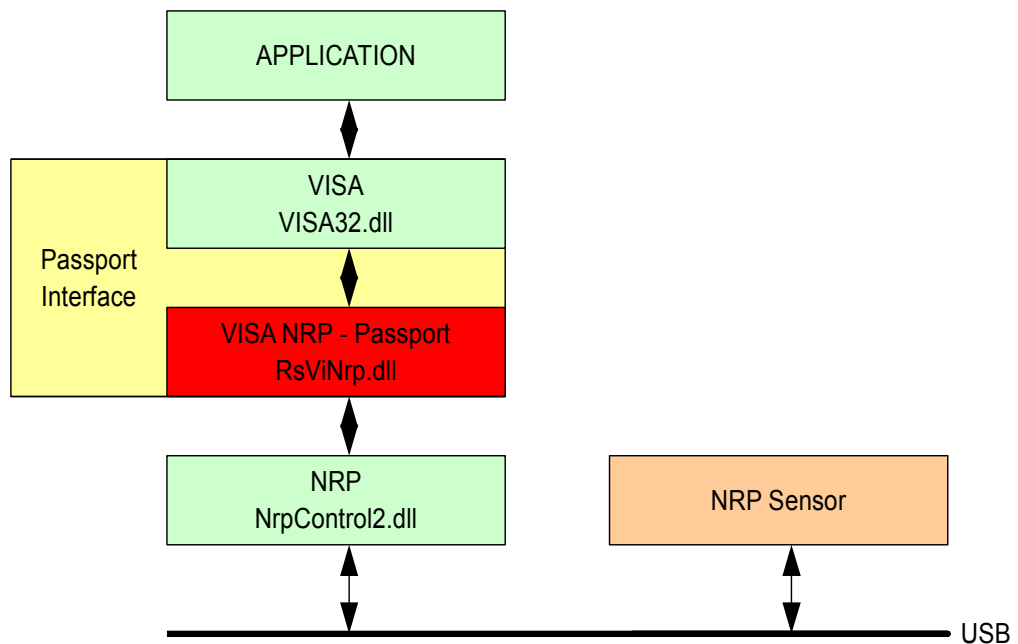 APPLICATION
VISA
VISA32.dll
Passport
Interface
VISA NRP - Passport
RsViNrp.dll
NRP
NrpControl2.dll
NRP Sensor
USB